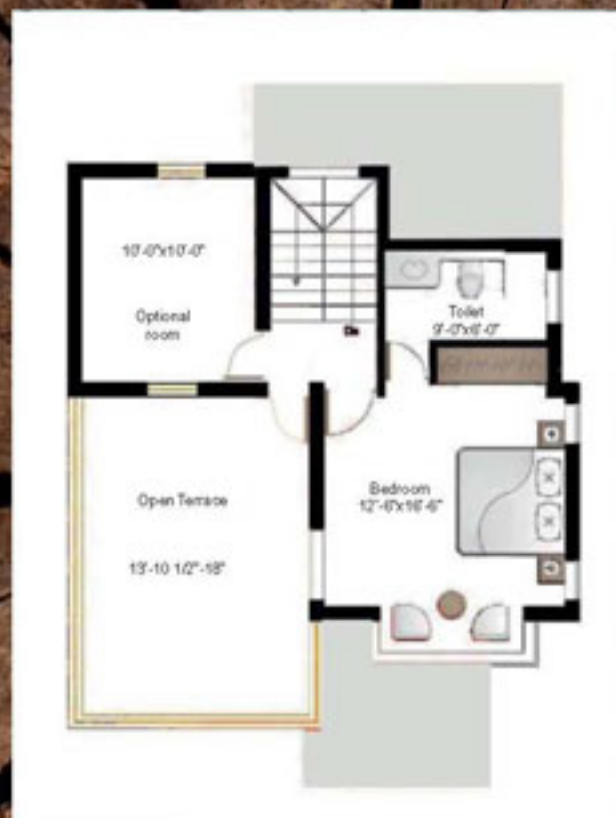 10'-0"x10'-0"
Optional
room
Toilet
9'-0"x6'-0"
Bedroom
12'-6"x16'-6"
Open Terrace
13'-10 1/2"-18"